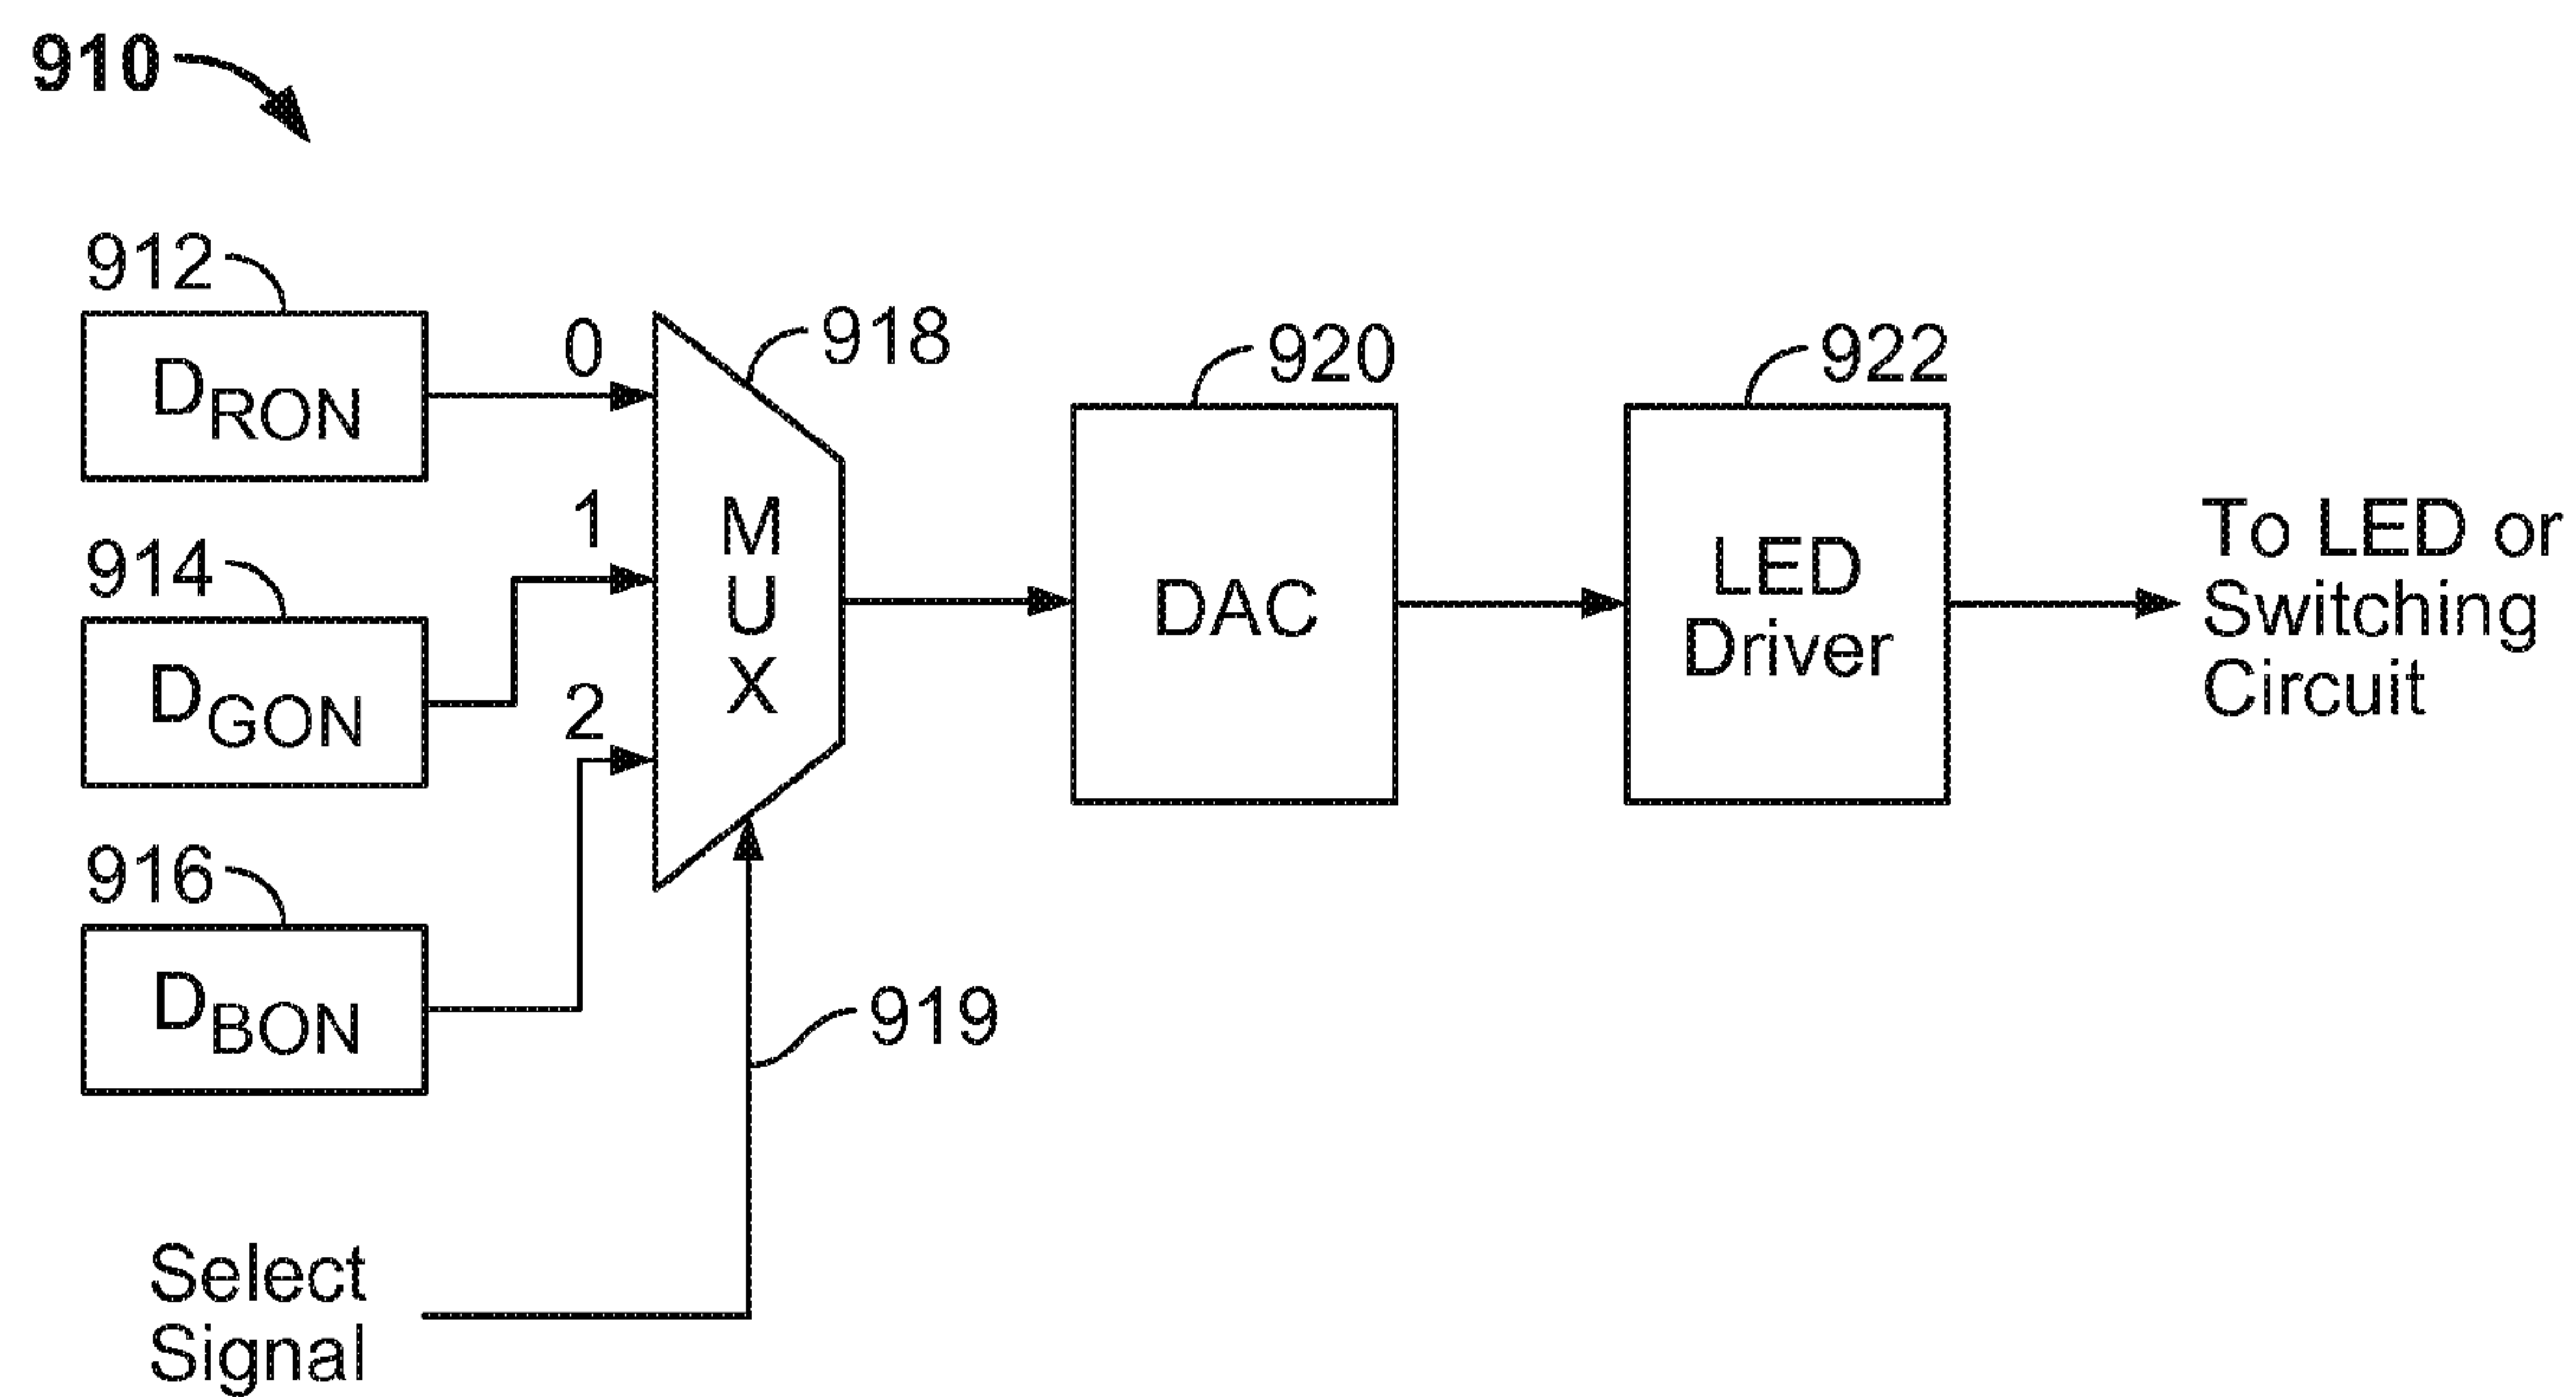 910
912
D_RON
0
918
920
922
914
D_GON
1
MUX
DAC
LED
Driver
To LED or
Switching
Circuit
2
916
D_BON
919
Select
Signal